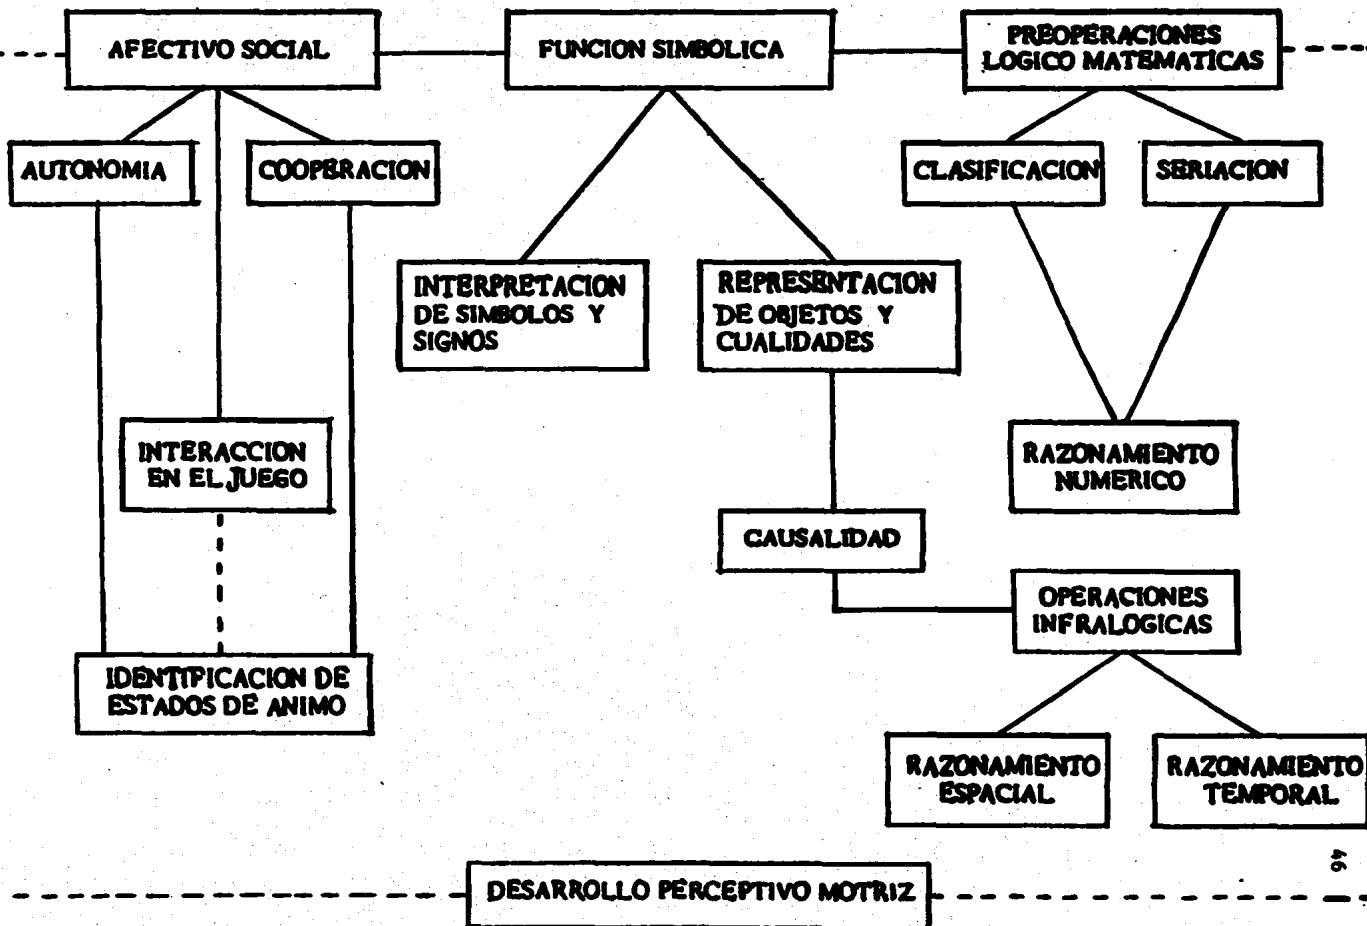 AFECTIVO SOCIAL
FUNCION SIMBOLICA
PREOPERACIONES
LOGICO MATEMATICAS
AUTONOMIA
COOPERACION
CLASIFICACION
SERIACION
INTERPRETACION
DE SIMBOLOS Y
SIGNOS
REPRESENTACION
DE OBJETOS Y
CUALIDADES
INTERACCION
EN EL JUEGO
RAZONAMIENTO
NUMERICO
CAUSALIDAD
OPERACIONES
INFRALOGICAS
IDENTIFICACION DE
ESTADOS DE ANIMO
RAZONAMIENTO
ESPACIAL
RAZONAMIENTO
TEMPORAL
46
DESARROLLO PERCEPTIVO MOTRIZ